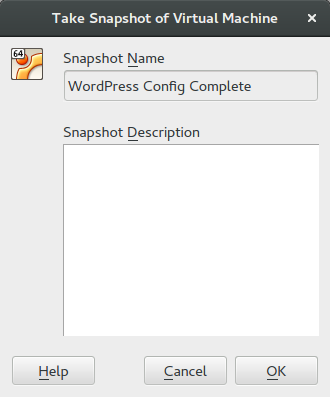 Take Snapshot of Virtual Machine ×
64
Snapshot Name
WordPress Config Complete
Snapshot Description
Help Cancel OK